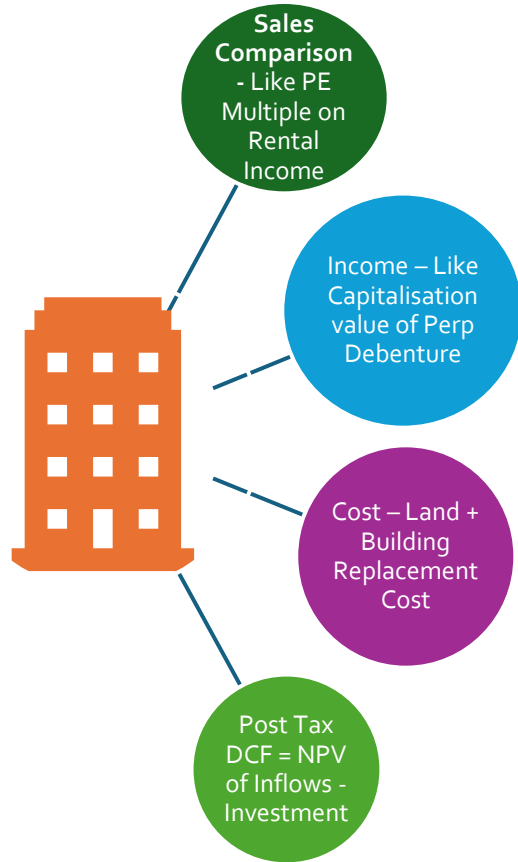 Sales
Comparison
- Like PE
Multiple on
Rental
Income
Income – Like
Capitalisation
value of Perp
Debenture
Cost – Land +
Building
Replacement
Cost
Post Tax
DCF = NPV
of Inflows -
Investment